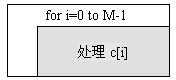 for i=0 to M-1
处理 c[i]